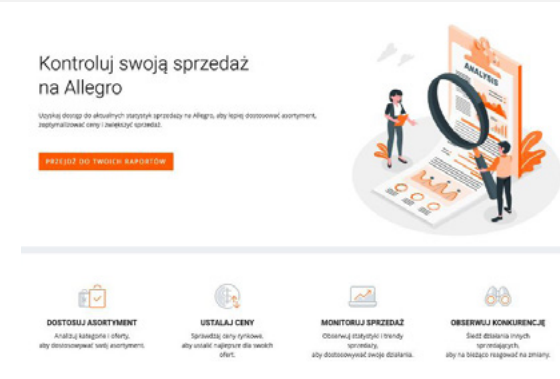 Kontroluj swoją sprzedaż
na Allegro
Uzyskaj dostęp do aktualnych statystyk sprzedaży na Allegro, aby lepiej dostosować asortyment,
zoptymalizować ceny i zwiększyć sprzedaż.
PRZEJDŹ DO TWOICH RAPORTÓW
ANALYSIS
DOSTOSUJ ASORTYMENT
Analizuj kategorie i oferty,
aby dostosowywać swój asortyment.
USTALAJ CENY
Sprawdzaj ceny rynkowe,
aby ustalić najlepsze dla swoich
ofert.
MONITORUJ SPRZEDAŻ
Obserwuj statystyki i trendy
sprzedaży,
aby dostosowywać swoje działania.
OBSERWUJ KONKURENCJĘ
Śledź działania innych
sprzedających,
aby na bieżąco reagować na zmiany.